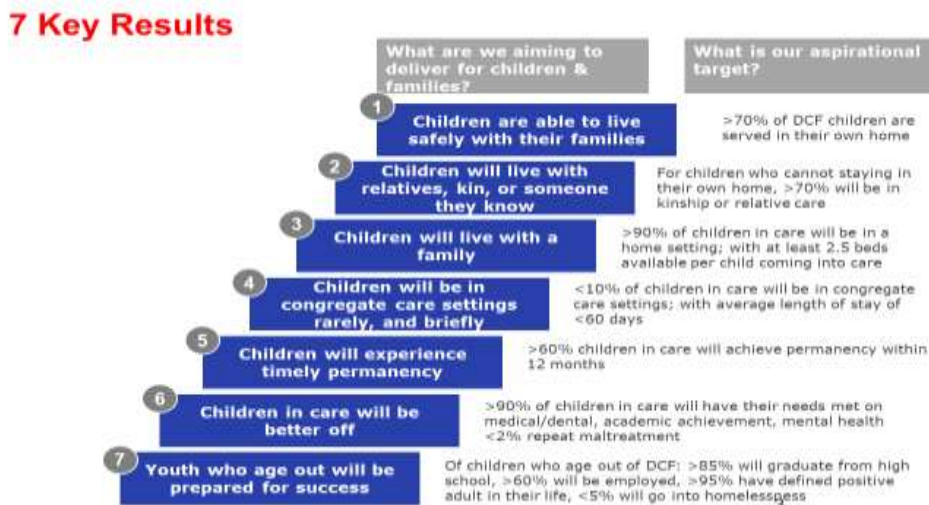 7 Key Results
What are we aiming to
deliver for children &
families?
What is our aspirational
target?
1
Children are able to live
safely with their families
>70% of DCF children are
served in their own home
2
Children will live with
relatives, kin, or someone
they know
For children who cannot staying in
their own home, >70% will be in
kinship or relative care
3
Children will live with a
family
>90% of children in care will be in a
home setting; with at least 2.5 beds
available per child coming into care
4
Children will be in
congregate care settings
rarely, and briefly
<10% of children in care will be in congregate
care settings; with average length of stay of
<60 days
5
Children will experience
timely permanency
>60% children in care will achieve permanency within
12 months
6
Children in care will be
better off
>90% of children in care will have their needs met on
medical/dental, academic achievement, mental health
<2% repeat maltreatment
7
Youth who age out will be
prepared for success
Of children who age out of DCF: >85% will graduate from high
school, >60% will be employed, >95% have defined positive
adult in their life, <5% will go into homelessness